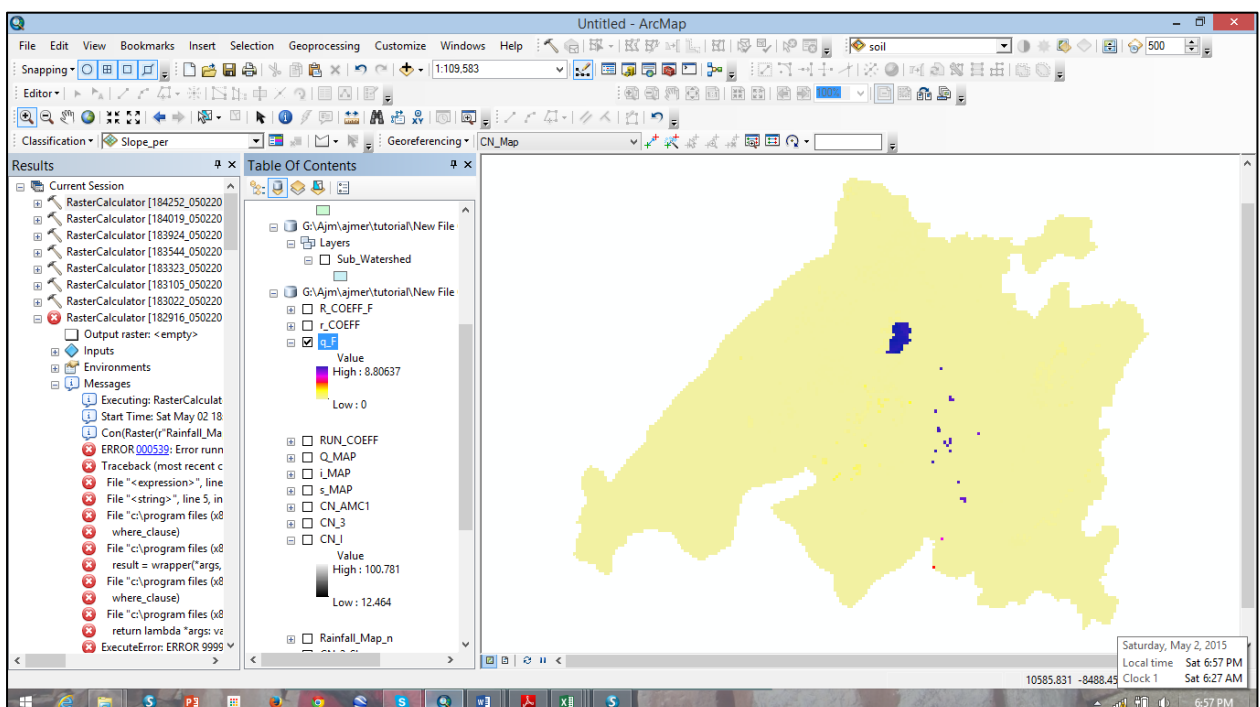 Untitled - ArcMap
File Edit View Bookmarks Insert Selection Geoprocessing Customize Windows Help
soil
500
Snapping
1:109,583
Editor
100%
Classification
Slope_per
Georeferencing
CN_Map
Results
Current Session
RasterCalculator [184252_050220
RasterCalculator [184019_050220
RasterCalculator [183924_050220
RasterCalculator [183544_050220
RasterCalculator [183323_050220
RasterCalculator [183105_050220
RasterCalculator [183022_050220
RasterCalculator [182916_050220
Output raster: <empty>
Inputs
Environments
Messages
Executing: RasterCalculat
Start Time: Sat May 02 18
Con(Raster(r"Rainfall_Ma
ERROR 000539: Error runn
Traceback (most recent c
File "<expression>", line
File "<string>", line 5, in
File "c:\program files (x8
where_clause)
File "c:\program files (x8
result = wrapper(*args,
File "c:\program files (x8
where_clause)
File "c:\program files (x8
return lambda *args: va
ExecuteError: ERROR 9999
Table Of Contents
G:\Ajm\ajmer\tutorial\New File
Layers
Sub_Watershed
G:\Ajm\ajmer\tutorial\New File
R_COEFF_F
r_COEFF
q_F
Value
High : 8.80637
Low : 0
RUN_COEFF
Q_MAP
i_MAP
s_MAP
CN_AMC1
CN_3
CN_I
Value
High : 100.781
Low : 12.464
Rainfall_Map_n
Saturday, May 2, 2015
Local time Sat 6:57 PM
Clock 1 Sat 6:27 AM
10585.831 -8488.45
6:57 PM